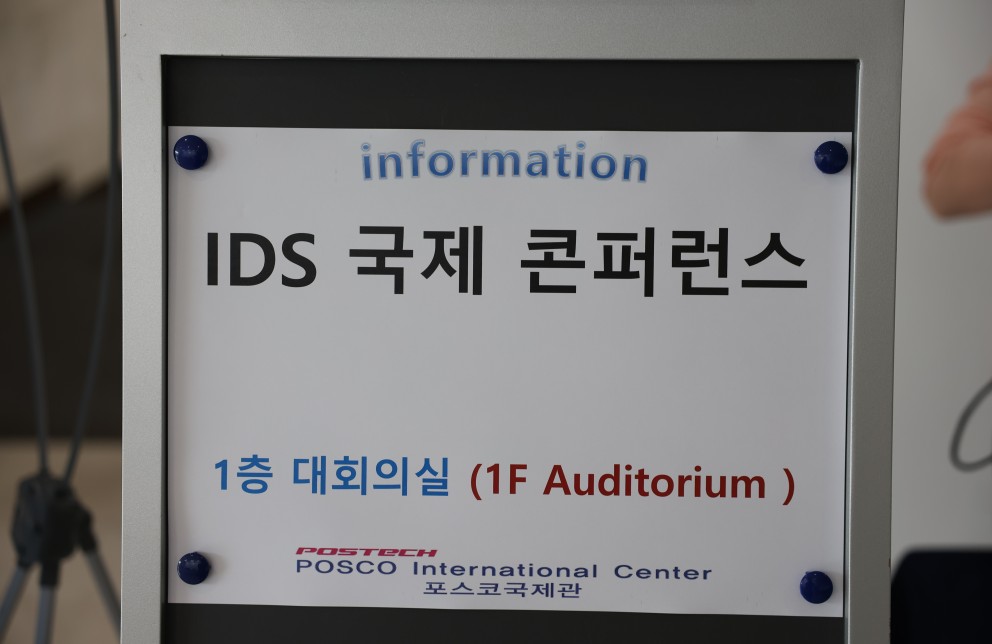 information
IDS 국제 콘퍼런스
1층 대회의실 (1F Auditorium )
POSTECH
POSCO International Center
포스코국제관